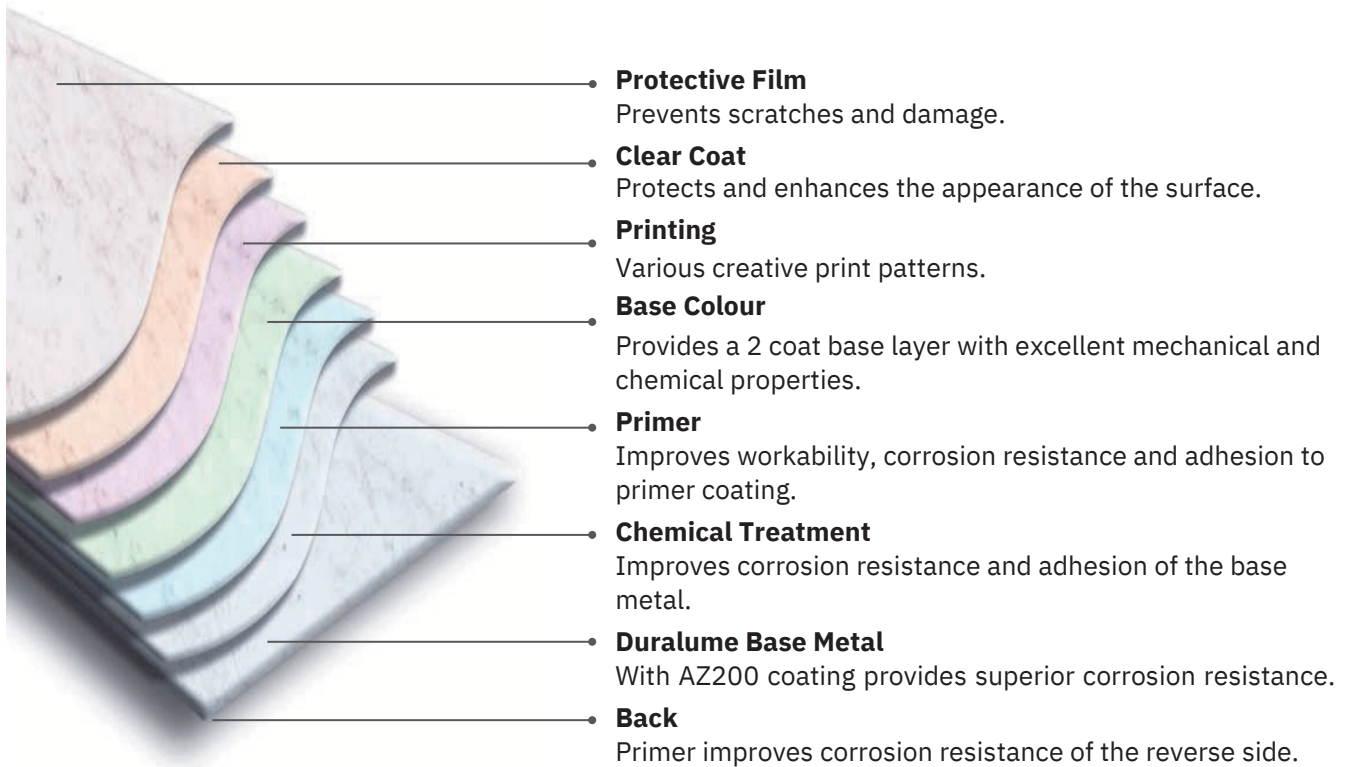 Protective Film
Prevents scratches and damage.
Clear Coat
Protects and enhances the appearance of the surface.
Printing
Various creative print patterns.
Base Colour
Provides a 2 coat base layer with excellent mechanical and
chemical properties.
Primer
Improves workability, corrosion resistance and adhesion to
primer coating.
Chemical Treatment
Improves corrosion resistance and adhesion of the base
metal.
Duralume Base Metal
With AZ200 coating provides superior corrosion resistance.
Back
Primer improves corrosion resistance of the reverse side.